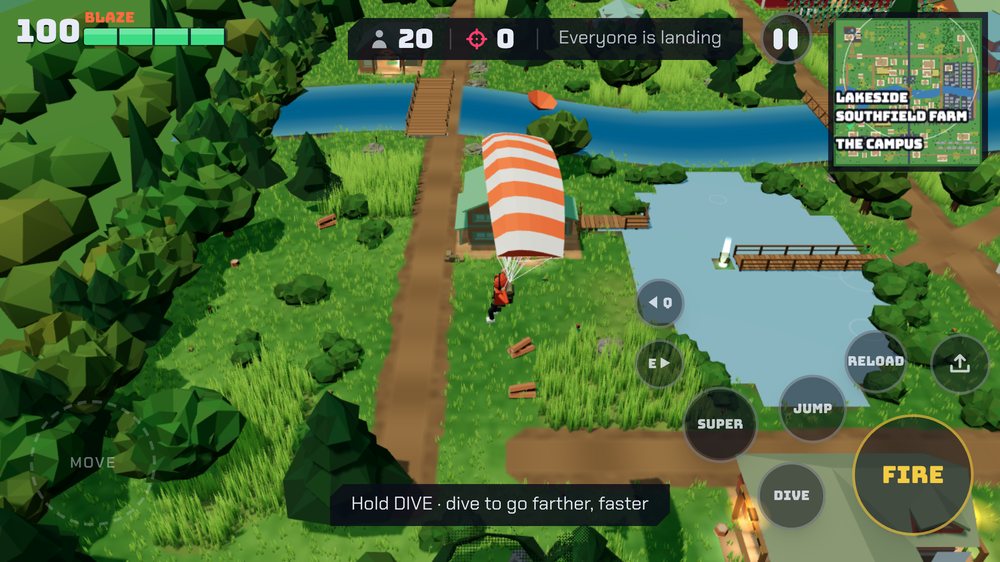 100
BLAZE
20
0
Everyone is landing
LAKESIDE
SOUTHFIELD FARM
THE CAMPUS
Q
E
RELOAD
JUMP
SUPER
MOVE
FIRE
DIVE
Hold DIVE · dive to go farther, faster